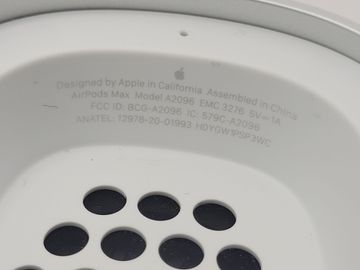 Designed by Apple in California Assembled in China
AirPods Max Model A2096 EMC 3276 5V⎓1A
FCC ID: BCG-A2096 IC: 579C-A2096
ANATEL: 12978-20-01993